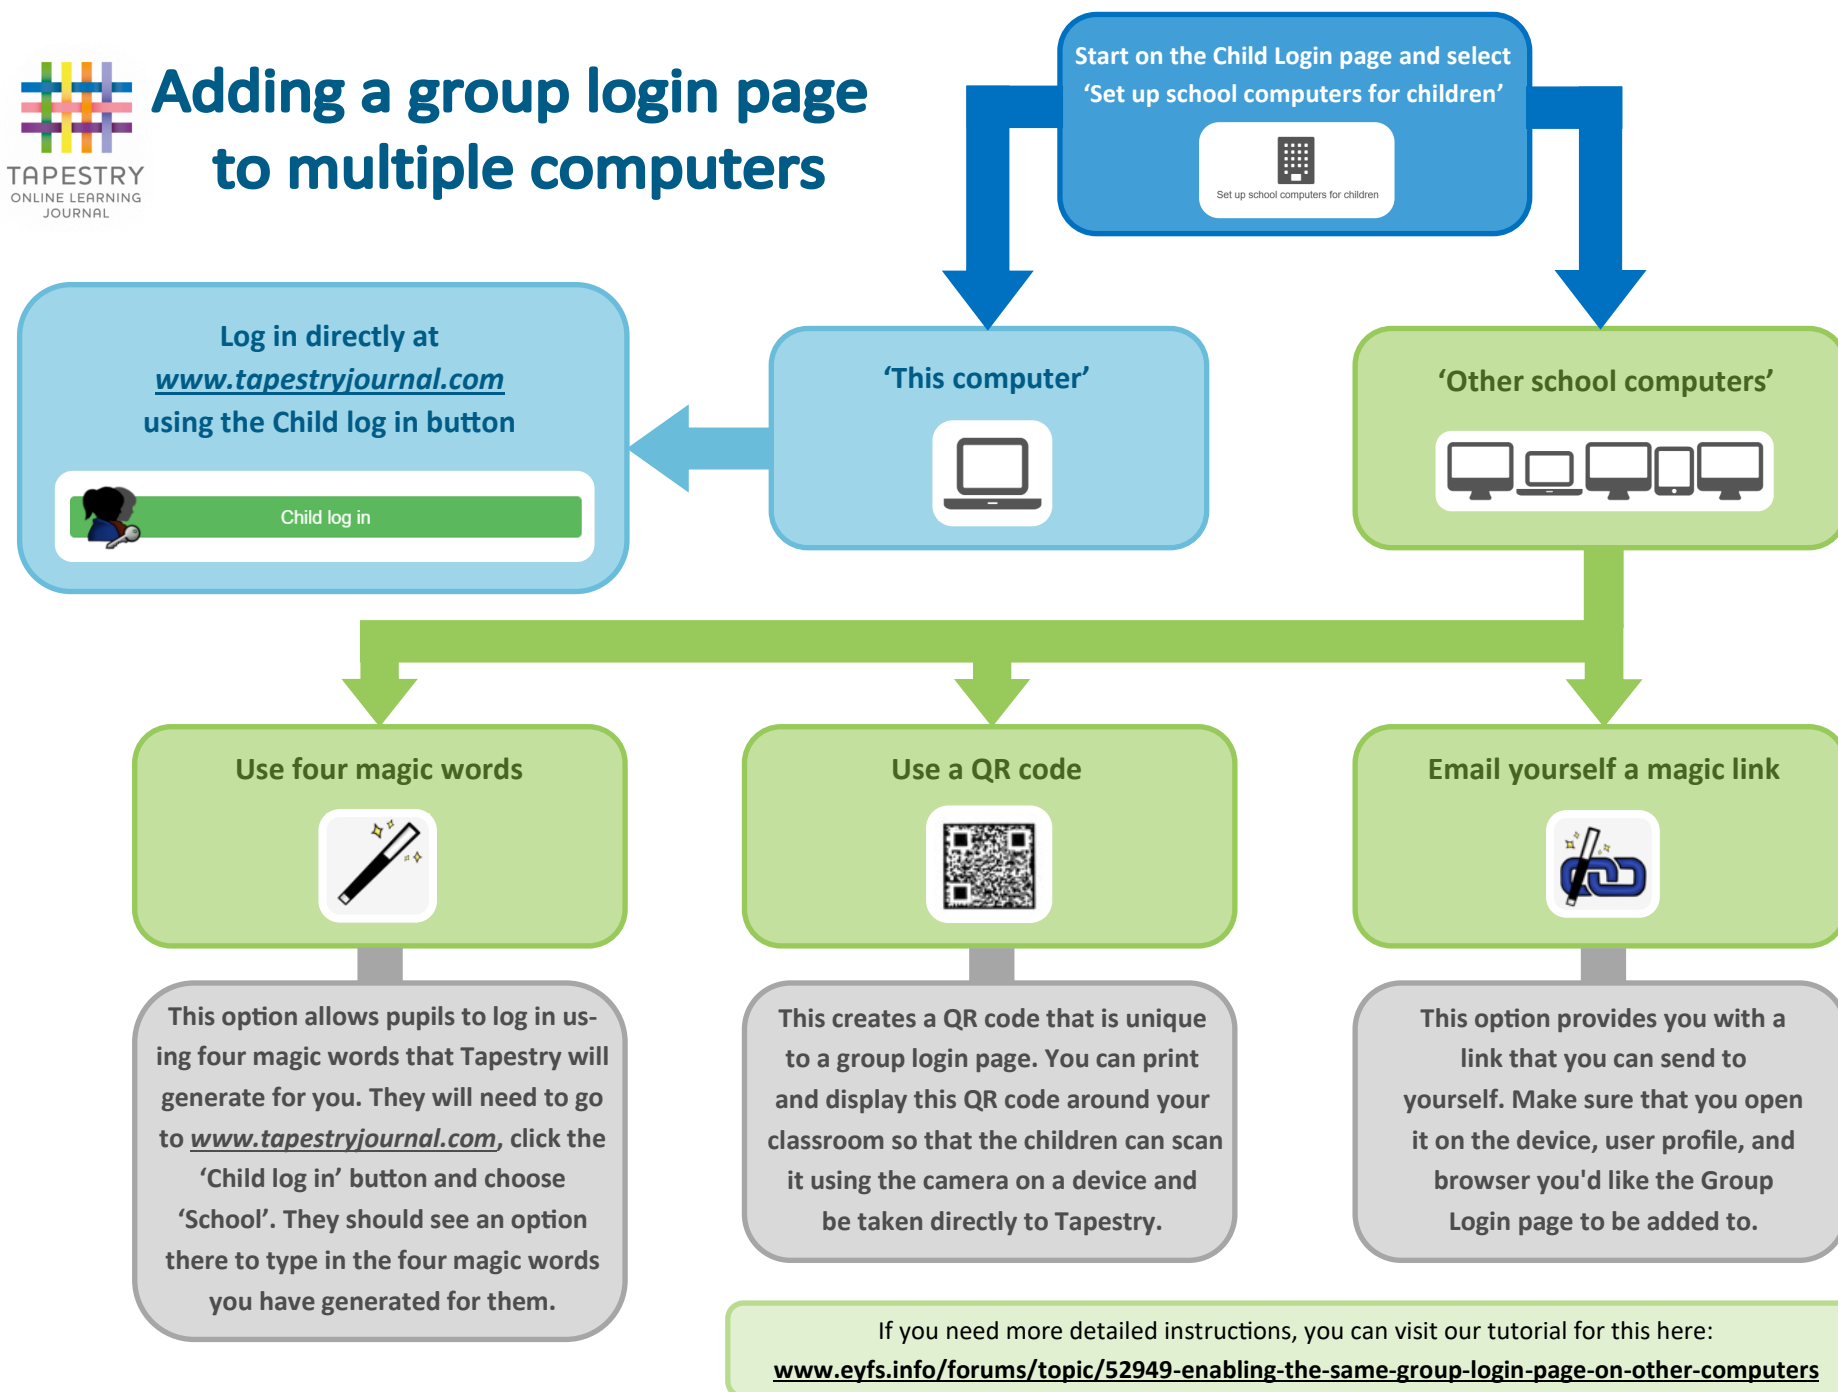 TAPESTRY
ONLINE LEARNING
JOURNAL
Adding a group login page
to multiple computers
Start on the Child Login page and select
‘Set up school computers for children’
Set up school computers for children
Log in directly at
www.tapestryjournal.com
using the Child log in button
Child log in
‘This computer’
‘Other school computers’
Use four magic words
This option allows pupils to log in us-
ing four magic words that Tapestry will
generate for you. They will need to go
to www.tapestryjournal.com, click the
‘Child log in’ button and choose
‘School’. They should see an option
there to type in the four magic words
you have generated for them.
Use a QR code
This creates a QR code that is unique
to a group login page. You can print
and display this QR code around your
classroom so that the children can scan
it using the camera on a device and
be taken directly to Tapestry.
Email yourself a magic link
This option provides you with a
link that you can send to
yourself. Make sure that you open
it on the device, user profile, and
browser you'd like the Group
Login page to be added to.
If you need more detailed instructions, you can visit our tutorial for this here:
www.eyfs.info/forums/topic/52949-enabling-the-same-group-login-page-on-other-computers